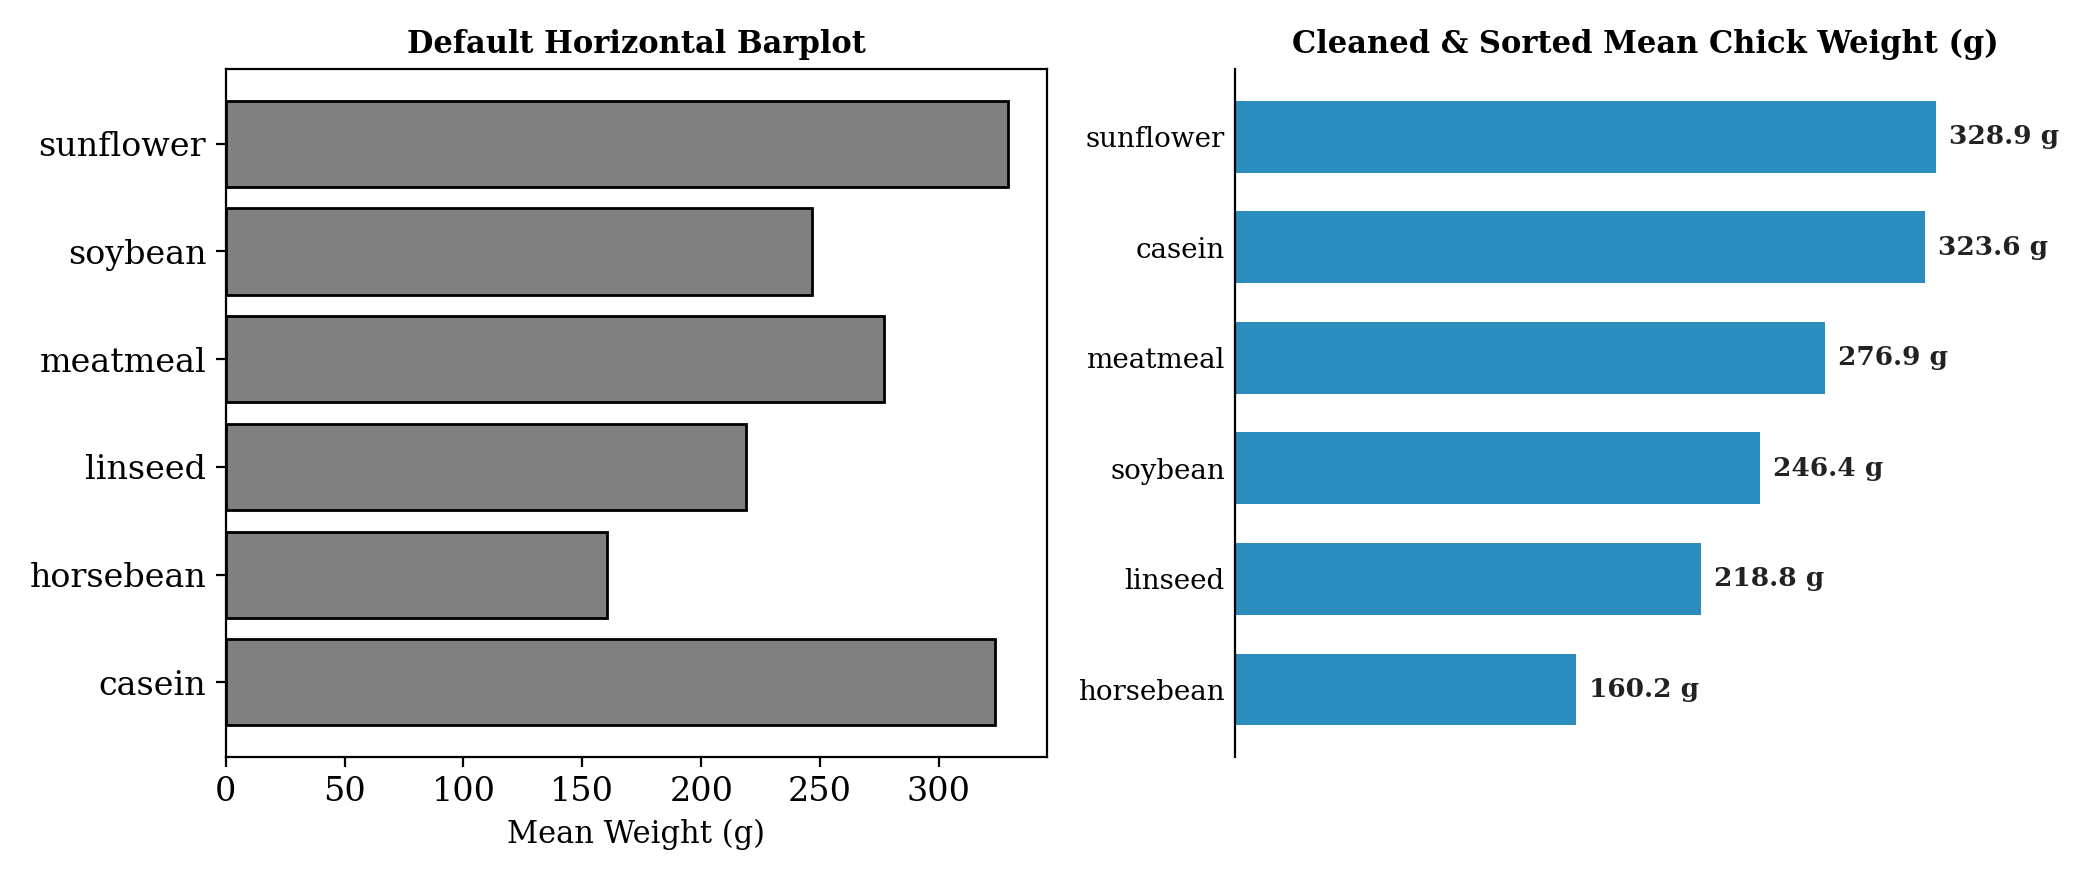 Default Horizontal Barplot
sunflower
soybean
meatmeal
linseed
horsebean
casein
0 50 100 150 200 250 300
Mean Weight (g)
Cleaned & Sorted Mean Chick Weight (g)
sunflower 328.9 g
casein 323.6 g
meatmeal 276.9 g
soybean 246.4 g
linseed 218.8 g
horsebean 160.2 g